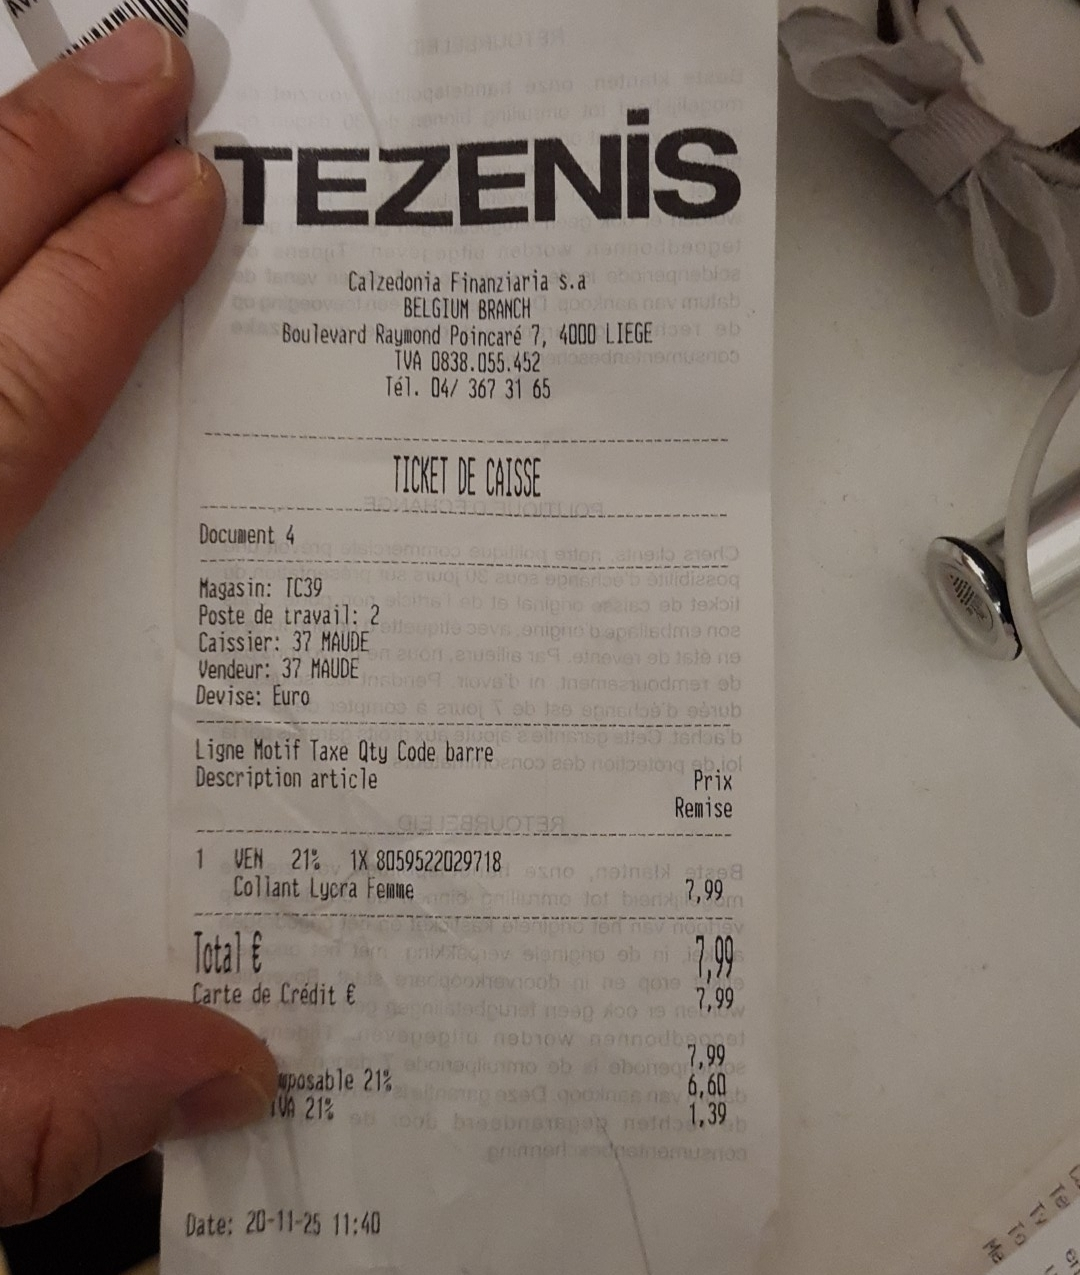 TEZENIS
Calzedonia Finanziaria s.a
BELGIUM BRANCH
Boulevard Raymond Poincaré 7, 4000 LIEGE
TVA 0838.055.452
Tél. 04/ 367 31 65
TICKET DE CAISSE
Document 4
Magasin: TC39
Poste de travail: 2
Caissier: 37 MAUDE
Vendeur: 37 MAUDE
Devise: Euro
Ligne Motif Taxe Qty Code barre
Description article Prix
Remise
1 VEN 21% 1X 8059522029718
Collant Lycra Femme 7,99
Total € 7,99
Carte de Crédit € 7,99
7,99
mposable 21% 6,60
TVA 21% 1,39
Date: 20-11-25 11:40